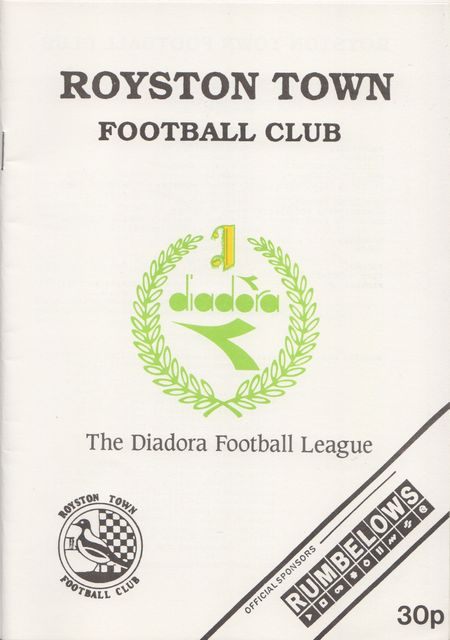 ROYSTON TOWN
FOOTBALL CLUB
diadora
The Diadora Football League
ROYSTON TOWN
FOOTBALL CLUB
OFFICIAL SPONSORS
RUMBELOWS
30p